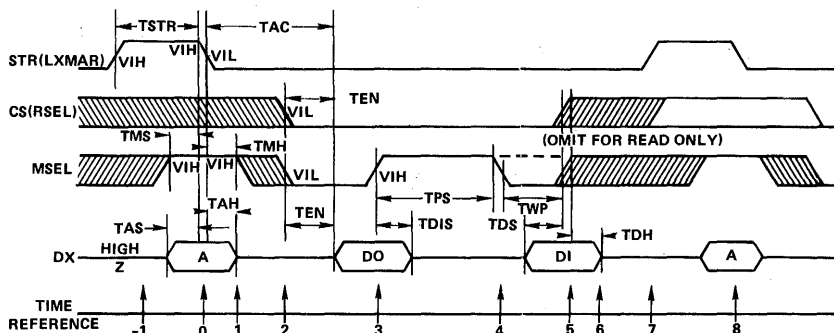 TSTR TAC
STR(LXMAR) VIH VIH VIL
TEN
CS(RSEL) VIL
TMS TMH (OMIT FOR READ ONLY)
MSEL VIH VIH VIL VIH
TAH TPS TWP
TAS TEN TDIS TDS TDH
DX HIGH Z A DO DI A
TIME REFERENCE -1 0 1 2 3 4 5 6 7 8